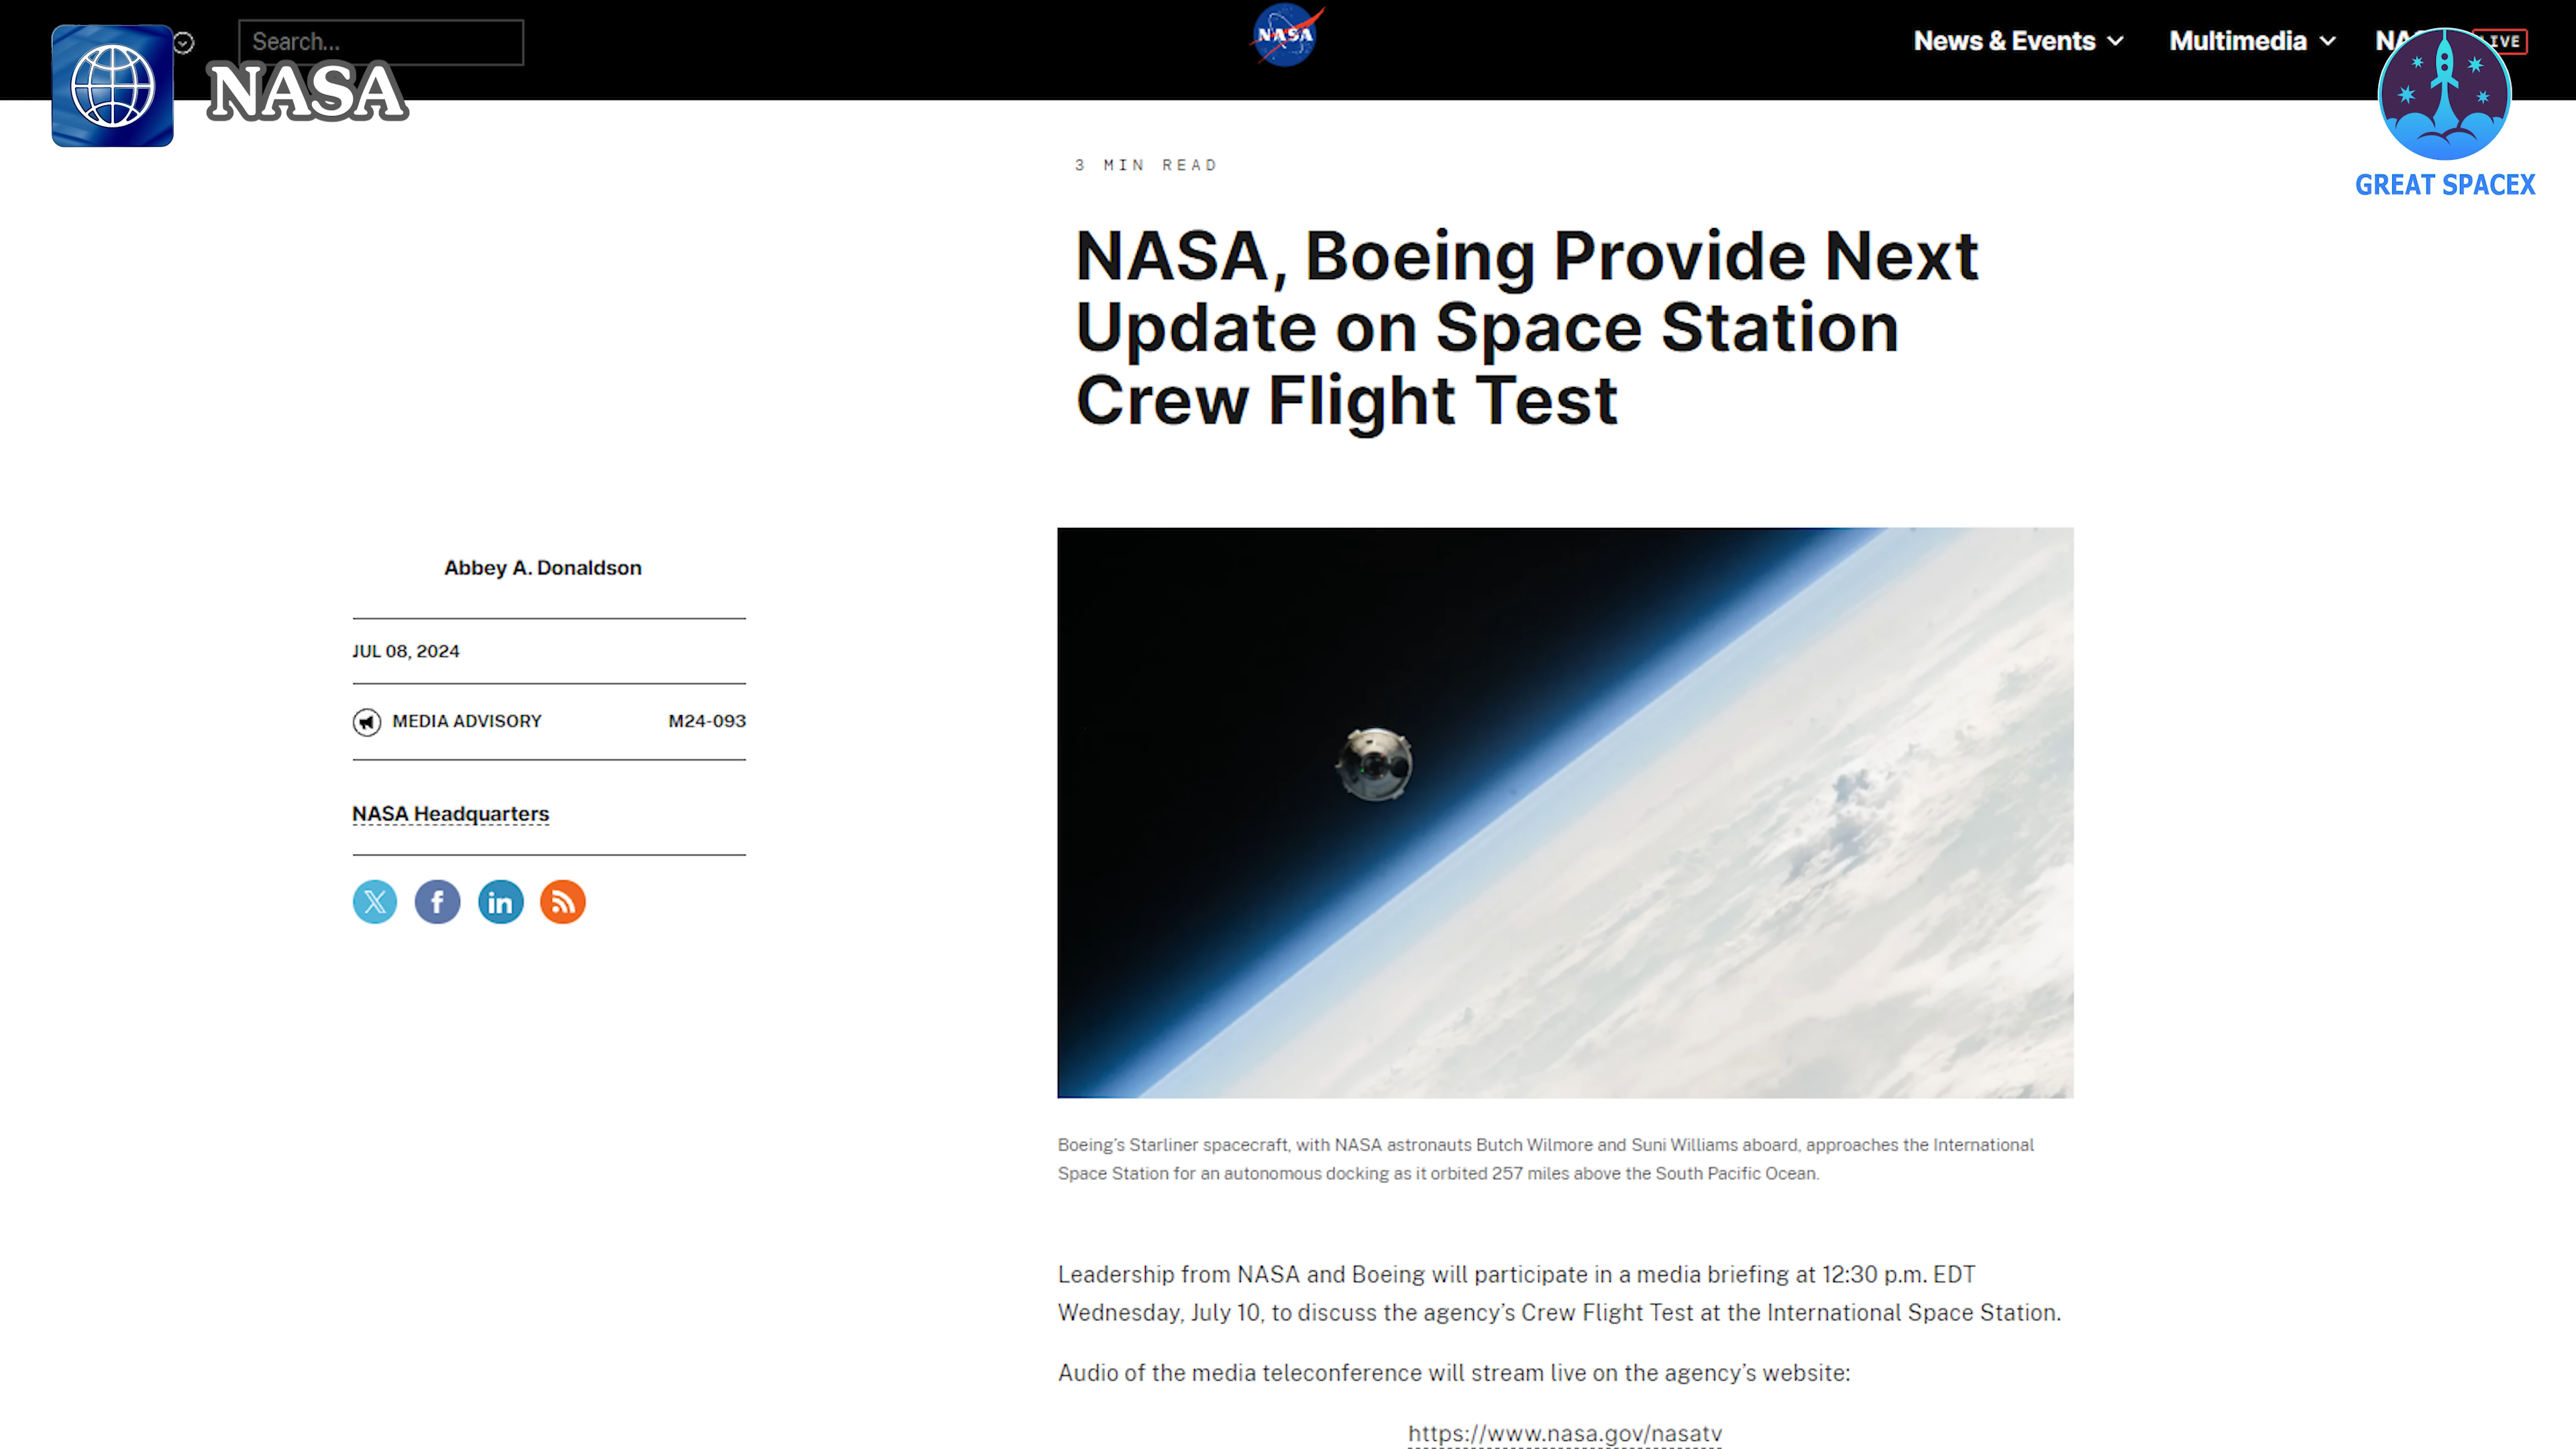 Search...
NASA
News & Events
Multimedia
LIVE
NASA
GREAT SPACEX
3 MIN READ
NASA, Boeing Provide Next
Update on Space Station
Crew Flight Test
Abbey A. Donaldson
JUL 08, 2024
MEDIA ADVISORY
M24-093
NASA Headquarters
Boeing’s Starliner spacecraft, with NASA astronauts Butch Wilmore and Suni Williams aboard, approaches the International
Space Station for an autonomous docking as it orbited 257 miles above the South Pacific Ocean.
Leadership from NASA and Boeing will participate in a media briefing at 12:30 p.m. EDT
Wednesday, July 10, to discuss the agency’s Crew Flight Test at the International Space Station.
Audio of the media teleconference will stream live on the agency’s website:
https://www.nasa.gov/nasatv